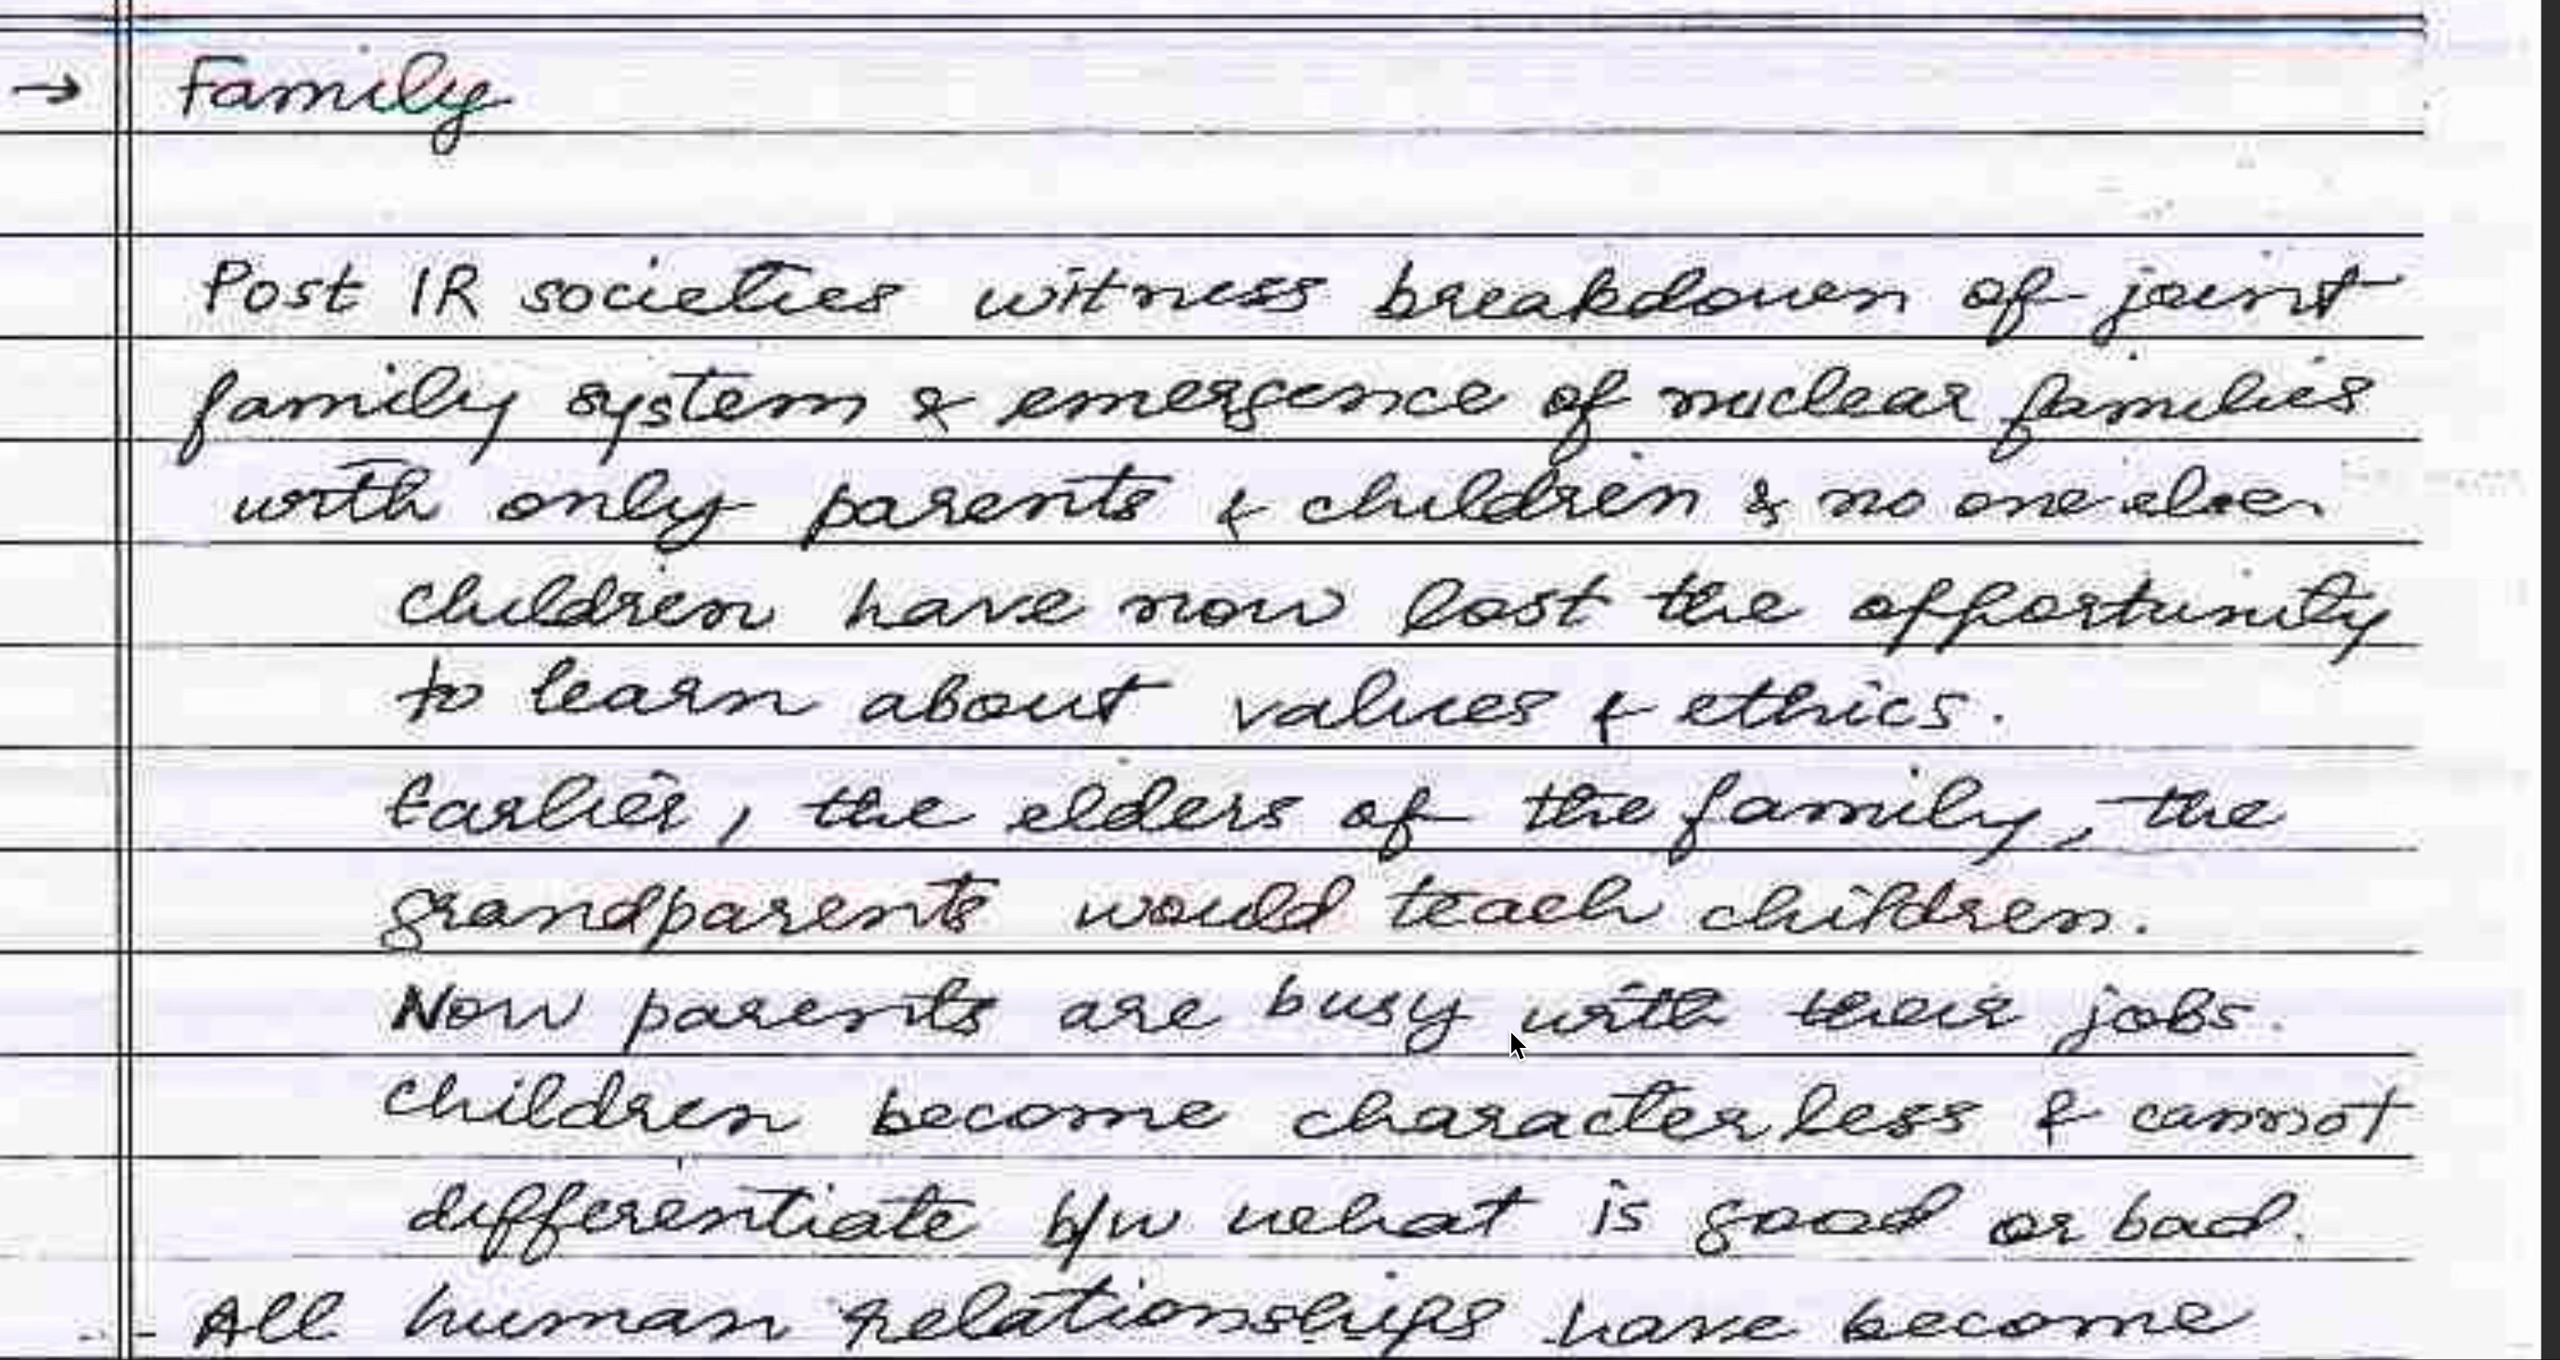 → Family
Post IR societies witness breakdown of joint
family system & emergence of nuclear families
with only parents & children & no one else.
children have now lost the opportunity
to learn about values & ethics.
Earlier, the elders of the family, the
grandparents would teach children.
Now parents are busy with their jobs.
Children become characterless & cannot
differentiate b/w what is good or bad.
- All human relationships have become